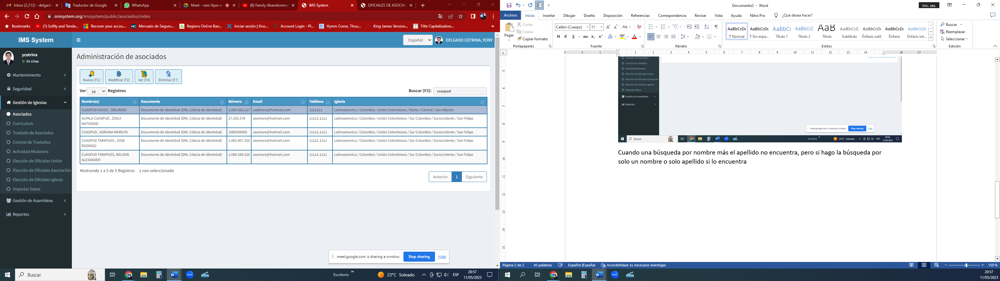 Inbox (2,212) - delgado
Traductor de Google
WhatsApp
Meet - vsm-fqse-ar
(8) Family Abandonmen
IMS System
OFICIALES DE ASOCIAC
smisystem.org/imssystem/public/asociados/index
Bookmarks
(1) Softly and Tende...
Recover your accou...
Mercado de Seguro...
Regions Online Ban...
Iniciar sesión | Xoo...
Account Login - Pl...
Hymn: Come, Thou...
King James Version...
Title Capitalization...
IMS System
Español
DELGADO COTRINA, YONY
ycotrina
En Línea
Mantenimiento
Seguridad
Gestión de Iglesias
Asociados
Curriculum
Traslado de Asociados
Control de Traslados
Actividad Misionera
Elección de Oficiales Unión
Elección de Oficiales Asociación
Elección de Oficiales Iglesia
Importar Datos
Gestión de Asambleas
Reportes
Administración de asociados
Nuevo [F1] Modificar [F2] Ver [F4] Eliminar [F7]
Ver 10 Registros Buscar [F3]: cuaspud
Nombre(s) Documento Número Email Teléfono Iglesia
CUASPUD GUIDO , ORLANDO Documento de Identidad (DNI, Cédula de Identidad) 1.085.926.127 asdimore@hotmail.com 1111111 Latinoamerica / Colombia / Unión Colombiana / Norte / Central / San Alberto
ALPALA CUASPUD , ZOILA Documento de Identidad (DNI, Cédula de Identidad) 27.250.378 asomore@hotmail.com 11111.1111 Latinoamerica / Colombia / Unión Colombiana / Sur Colombia / Suroccidente / San Felipe
NATIVIDAD
CUASPUD , ADRIANA MARILYN Documento de Identidad (DNI, Cédula de Identidad) 1088599689 asomore@hotmail.com 11111.1111 Latinoamerica / Colombia / Unión Colombiana / Sur Colombia / Suroccidente / San Felipe
CUASPUD TARAPUES , JOSE Documento de Identidad (DNI, Cédula de Identidad) 1.085.907.256 asomore@hotmail.com 11111.1111 Latinoamerica / Colombia / Unión Colombiana / Sur Colombia / Suroccidente / San Felipe
RODRIGO
CUASPUD TARAPUES, NELSON Documento de Identidad (DNI, Cédula de Identidad) 1.088.588.526 asomore@hotmail.com 11111.1111 Latinoamerica / Colombia / Unión Colombiana / Sur Colombia / Suroccidente / San Felipe
ALEXANDER
Mostrando 1 a 5 de 5 Registros 1 row seleccionado
Anterior 1 Siguiente
meet.google.com is sharing a window. Stop sharing Hide
Buscar
Escritorio
23°C Soleado
ESP
20:57
11/05/2023
Documento2 - Word
Inic. ses.
Archivo Inicio Insertar Dibujar Diseño Disposición Referencias Correspondencia Revisar Vista Ayuda Nitro Pro ¿Qué desea hacer?
Pegar
Cortar
Copiar
Copiar formato
Portapapeles
Calibri (Cuerpo) 11
N K S abc x₂ x²
Fuente
Párrafo
AaBbCcDc AaBbCcDc AaBbCc AaBbCcD AaB AaBbCcD AaBbCcDt AaBbCcDt AaBbCcDt
¶ Normal ¶ Sin espa... Título 1 Título 2 Título Subtítulo Énfasis sutil Énfasis Énfasis int...
Estilos
Buscar
Reemplazar
Seleccionar
Edición
Traslado de Asociados
Control de Traslados
Actividad Misionera
Elección de Oficiales Unión
Elección de Oficiales Asociación
Elección de Oficiales Iglesia
Importar Datos
Gestión de Asambleas
Reportes
meet.google.com is sharing a window. Stop sharing Hide
Buscar
Escritorio
23°C Soleado
ESP
20:56
11/05/2023
Cuando una búsqueda por nombre más el apellido no encuentra, pero si hago la búsqueda por
solo un nombre o solo apellido si lo encuentra
Página 2 de 2 45 palabras Español (España) Accesibilidad: es necesario investigar
150 %
20:57
11/05/2023